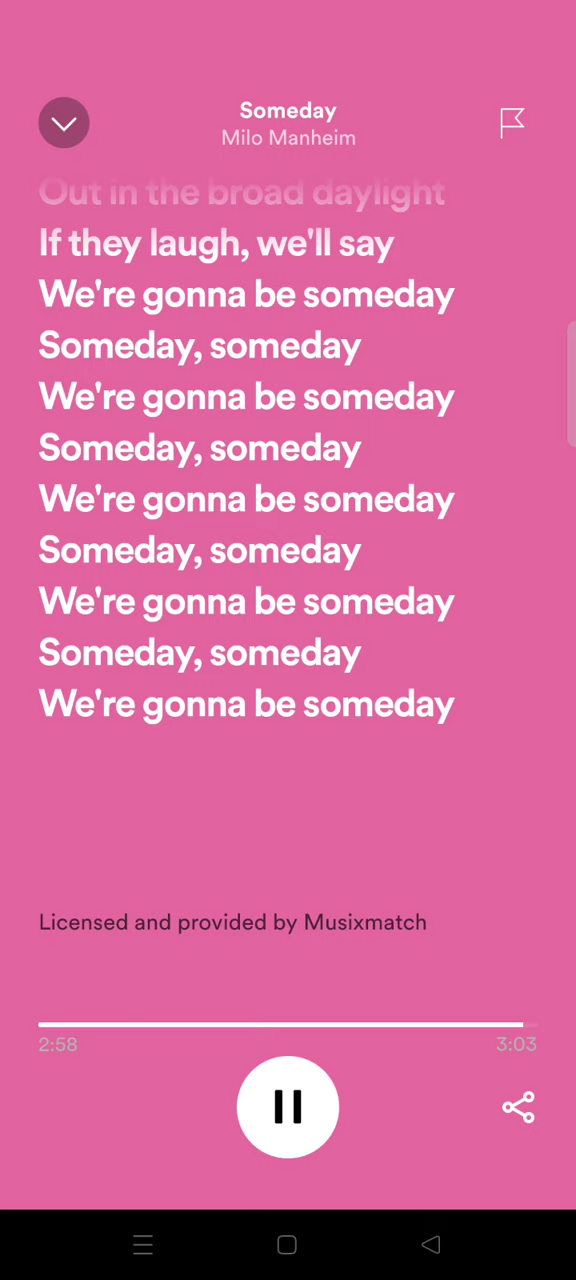 Someday
Milo Manheim
Out in the broad daylight
If they laugh, we'll say
We're gonna be someday
Someday, someday
We're gonna be someday
Someday, someday
We're gonna be someday
Someday, someday
We're gonna be someday
Someday, someday
We're gonna be someday
Licensed and provided by Musixmatch
2:58 3:03